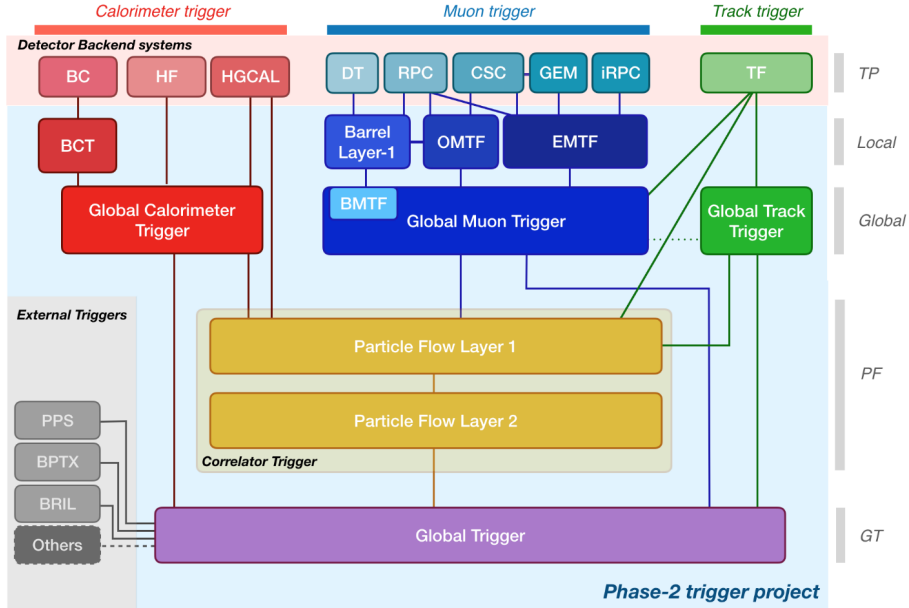 Calorimeter trigger
Muon trigger
Track trigger
Detector Backend systems
BC
HF
HGCAL
DT
RPC
CSC
GEM
iRPC
TF
TP
BCT
Barrel
Layer-1
OMTF
EMTF
Local
Global Calorimeter
Trigger
BMTF
Global Muon Trigger
Global Track
Trigger
Global
External Triggers
Particle Flow Layer 1
PF
Particle Flow Layer 2
Correlator Trigger
PPS
BPTX
BRIL
Others
Global Trigger
GT
Phase-2 trigger project